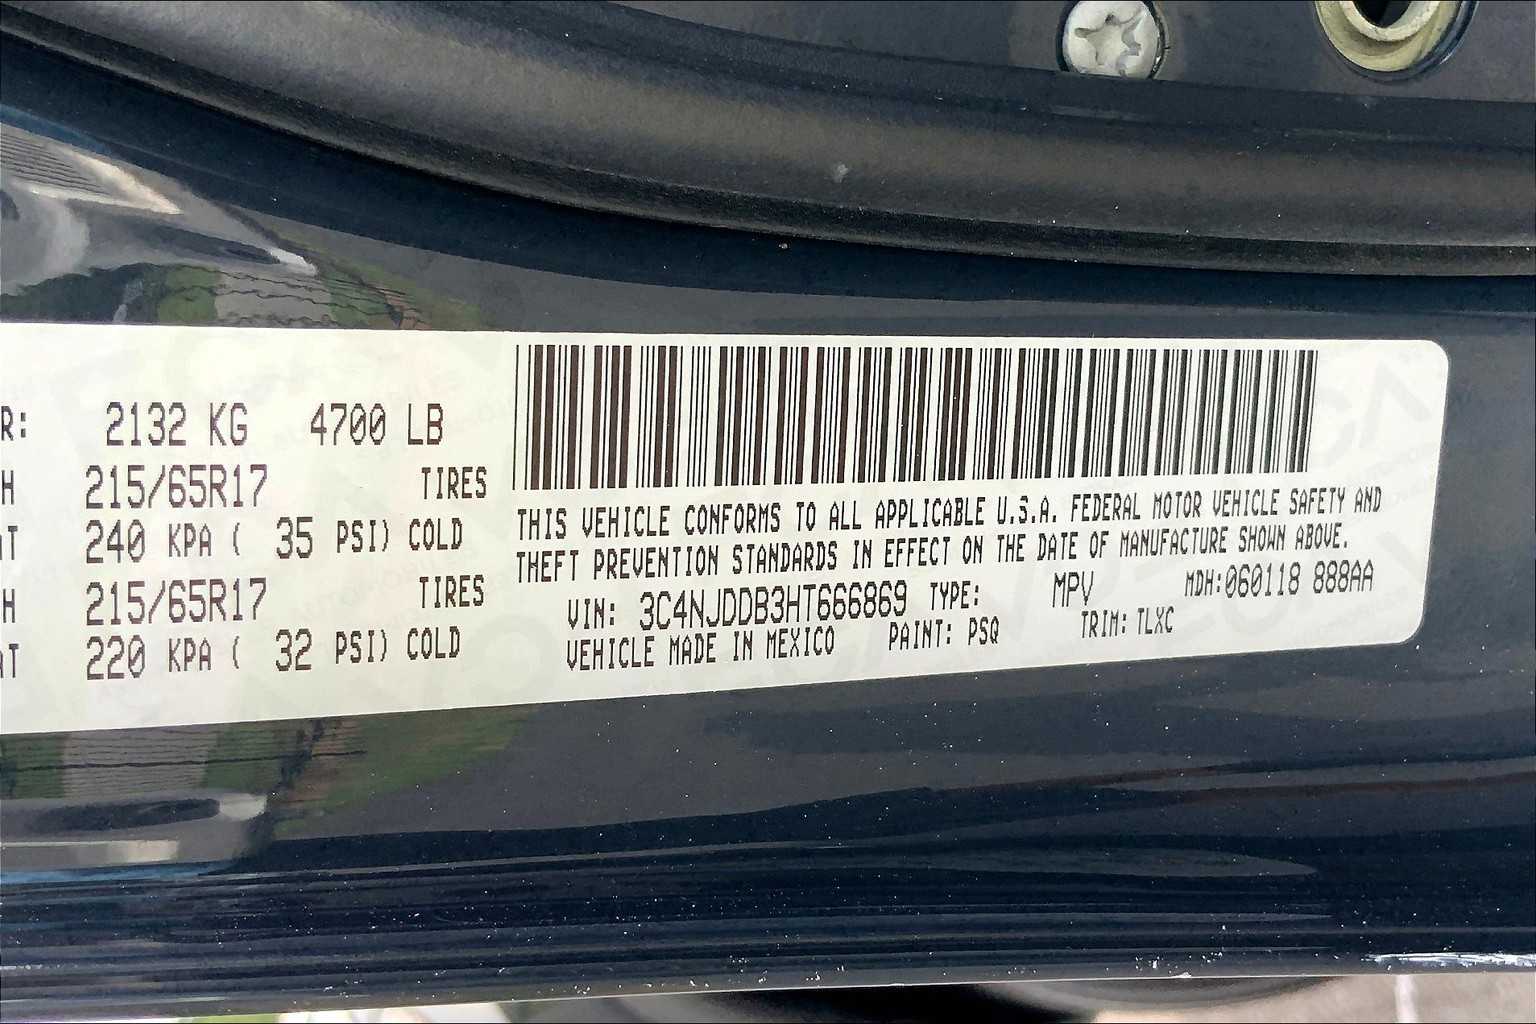 R: 2132 KG 4700 LB
H 215/65R17 TIRES
AT 240 KPA ( 35 PSI) COLD
H 215/65R17 TIRES
AT 220 KPA ( 32 PSI) COLD
THIS VEHICLE CONFORMS TO ALL APPLICABLE U.S.A. FEDERAL MOTOR VEHICLE SAFETY AND
THEFT PREVENTION STANDARDS IN EFFECT ON THE DATE OF MANUFACTURE SHOWN ABOVE.
VIN: 3C4NJDDB3HT666869 TYPE: MPV MDH:060118 888AA
VEHICLE MADE IN MEXICO PAINT: PSQ TRIM: TLXC